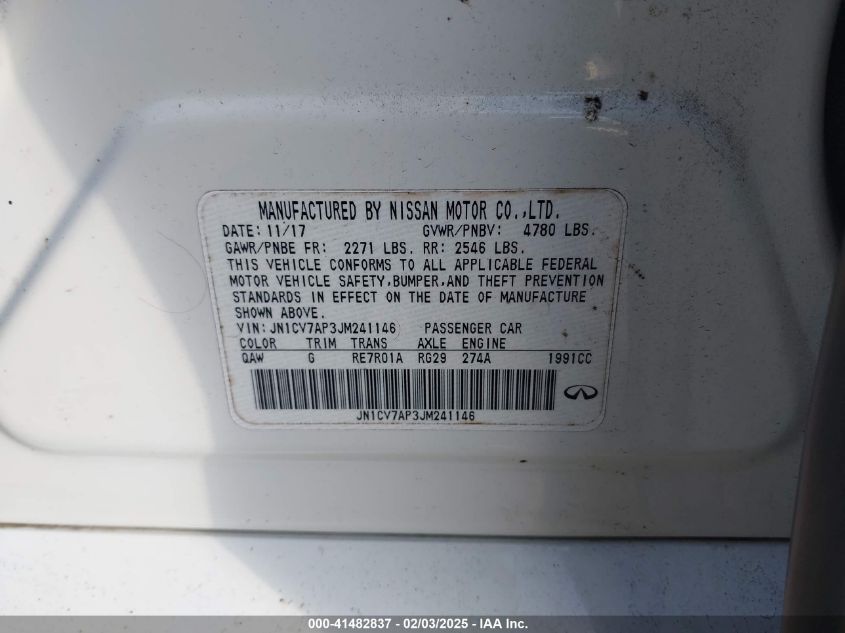 MANUFACTURED BY NISSAN MOTOR CO.,LTD.
DATE: 11/17 GVWR/PNBV: 4780 LBS.
GAWR/PNBE FR: 2271 LBS. RR: 2546 LBS.
THIS VEHICLE CONFORMS TO ALL APPLICABLE FEDERAL
MOTOR VEHICLE SAFETY,BUMPER,AND THEFT PREVENTION
STANDARDS IN EFFECT ON THE DATE OF MANUFACTURE
SHOWN ABOVE.
VIN: JN1CV7AP3JM241146 PASSENGER CAR
COLOR TRIM TRANS AXLE ENGINE
QAW G RE7R01A RG29 274A 1991CC
JN1CV7AP3JM241146
000-41482837 - 02/03/2025 - IAA Inc.